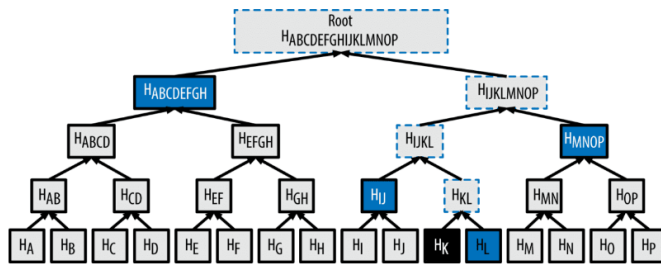 Root
HABCDEFGHIJKLMNOP
HABCDEFGH HIJKLMNOP
HABCD HEFGH HIJKL HMNOP
HAB HCD HEF HGH HIJ HKL HMN HOP
HA HB HC HD HE HF HG HH HI HJ HK HL HM HN HO HP